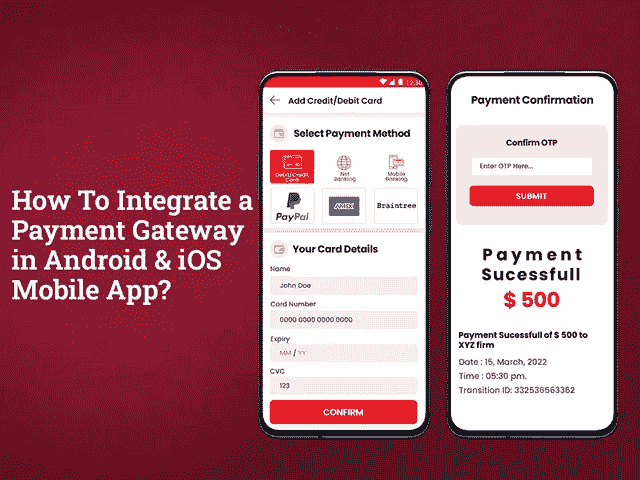 How To Integrate a
Payment Gateway
in Android & iOS
Mobile App?
Add Credit/Debit Card
Select Payment Method
Debit/Credit
Card
Net
Banking
Mobile
Banking
PayPal
AMEX
Braintree
Your Card Details
Name
John Doe
Card Number
0000 0000 0000 0000
Expiry
MM / YY
CVC
123
CONFIRM
Payment Confirmation
Confirm OTP
Enter OTP Here...
SUBMIT
Payment
Sucessfull
$ 500
Payment Sucessfull of $ 500 to
XYZ firm
Date : 15, March, 2022
Time : 05:30 pm.
Transition ID: 332536563362